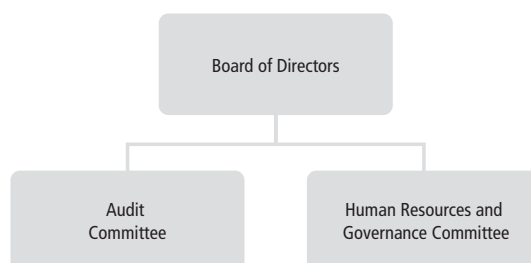 Board of Directors
Audit
Committee
Human Resources and
Governance Committee